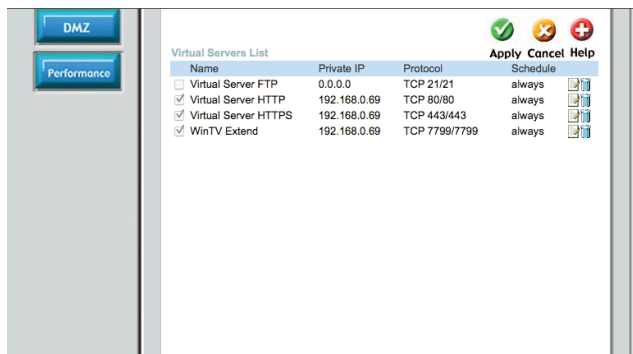 DMZ
Performance
Virtual Servers List
Apply Cancel Help
Name Private IP Protocol Schedule
Virtual Server FTP 0.0.0.0 TCP 21/21 always
Virtual Server HTTP 192.168.0.69 TCP 80/80 always
Virtual Server HTTPS 192.168.0.69 TCP 443/443 always
WinTV Extend 192.168.0.69 TCP 7799/7799 always